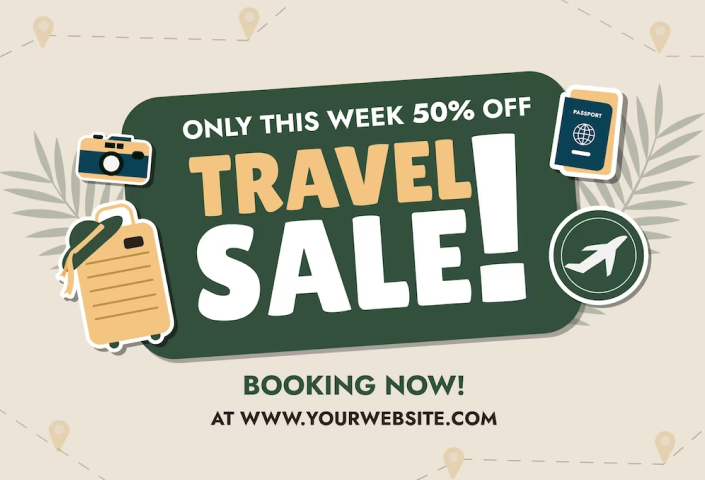 ONLY THIS WEEK 50% OFF
TRAVEL
SALE!
PASSPORT
BOOKING NOW!
AT WWW.YOURWEBSITE.COM